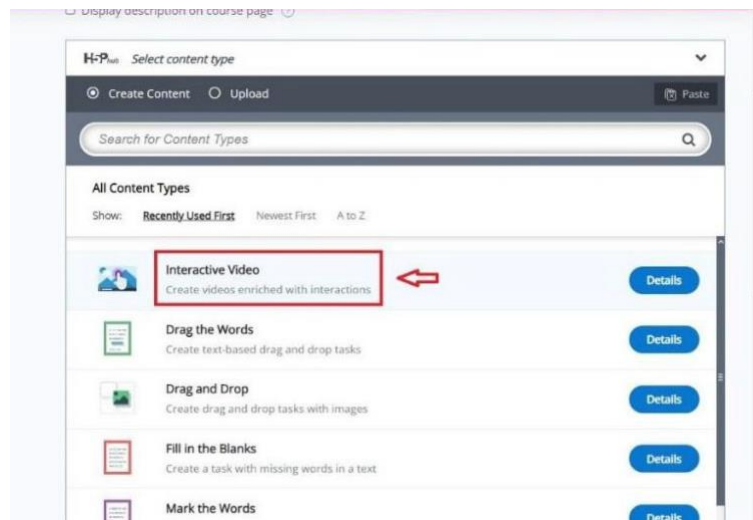 Display description on course page
H5P hub Select content type
Create Content Upload Paste
Search for Content Types
All Content Types
Show: Recently Used First Newest First A to Z
Interactive Video
Create videos enriched with interactions
Details
Drag the Words
Create text-based drag and drop tasks
Details
Drag and Drop
Create drag and drop tasks with images
Details
Fill in the Blanks
Create a task with missing words in a text
Details
Mark the Words
Details